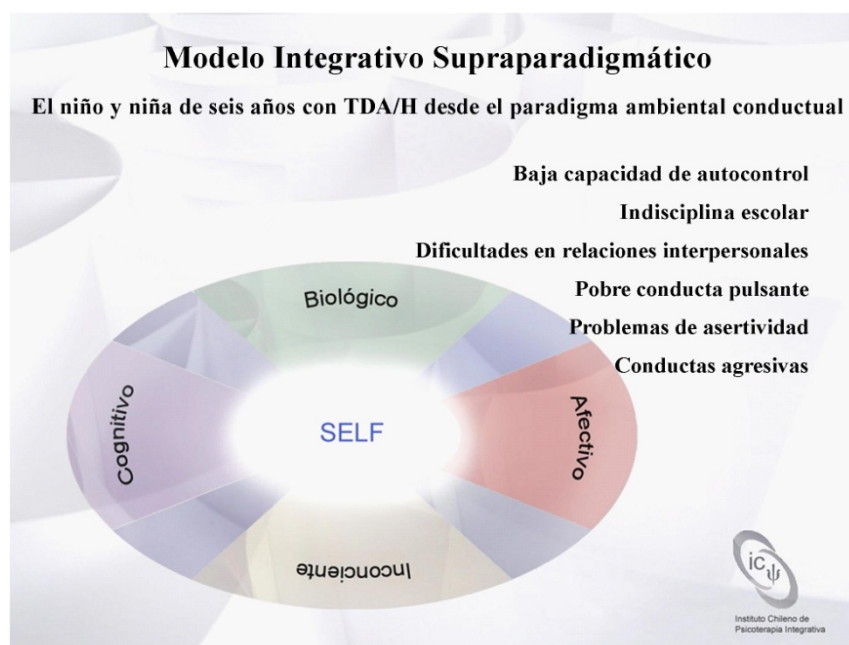 Modelo Integrativo Supraparadigmático
El niño y niña de seis años con TDA/H desde el paradigma ambiental conductual
Baja capacidad de autocontrol
Indisciplina escolar
Dificultades en relaciones interpersonales
Pobre conducta pulsante
Problemas de asertividad
Conductas agresivas
Biológico
Cognitivo
SELF
Afectivo
Inconciente
ic
Instituto Chileno de
Psicoterapia Integrativa